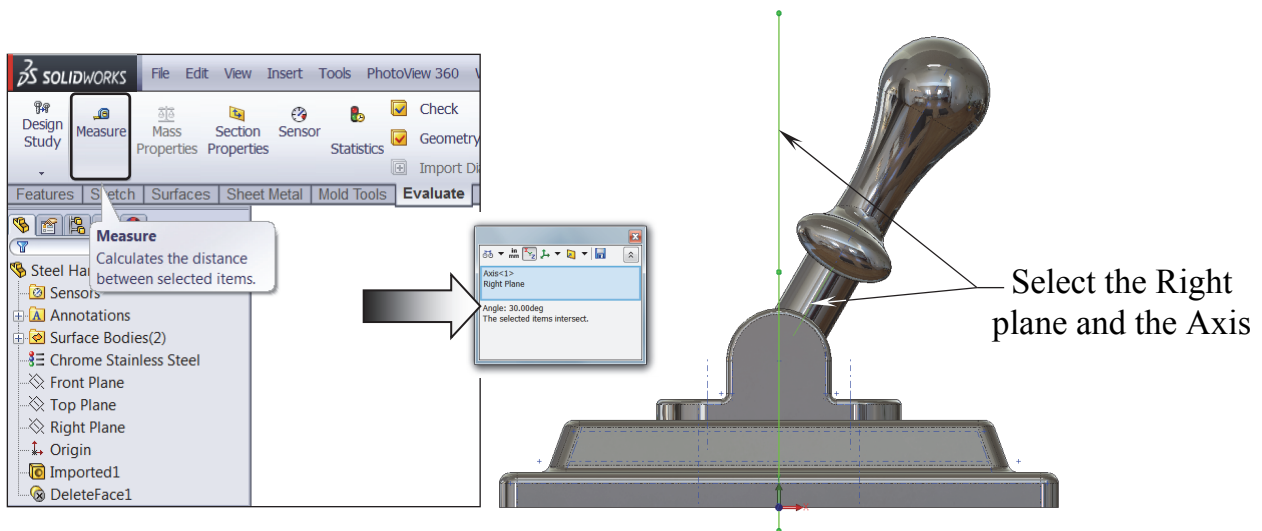 SOLIDWORKS File Edit View Insert Tools PhotoView 360
Design Study
Measure
Mass Properties
Section Properties
Sensor
Statistics
Check
Geometry
Import
Features Sketch Surfaces Sheet Metal Mold Tools Evaluate
Measure
Calculates the distance
between selected items.
Steel
Sensors
Annotations
Surface Bodies(2)
Chrome Stainless Steel
Front Plane
Top Plane
Right Plane
Origin
Imported1
DeleteFace1
in
mm
Axis<1>
Right Plane
Angle: 30.00deg
The selected items intersect.
Select the Right
plane and the Axis